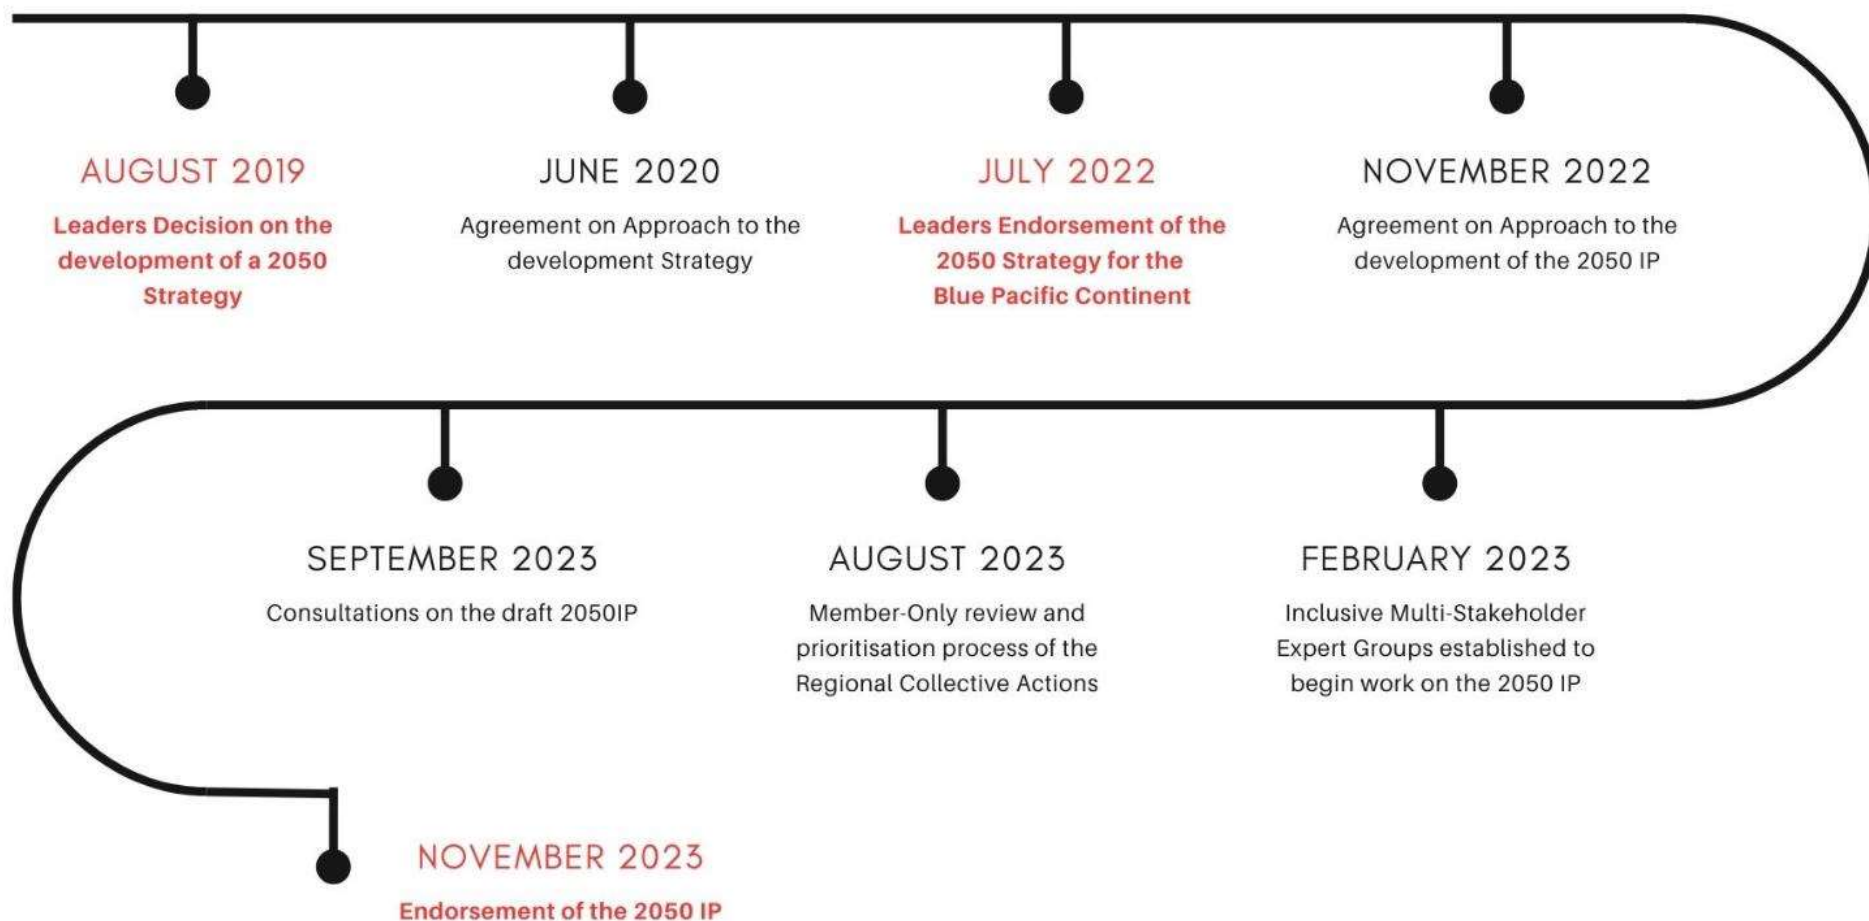 AUGUST 2019
Leaders Decision on the
development of a 2050
Strategy
JUNE 2020
Agreement on Approach to the
development Strategy
JULY 2022
Leaders Endorsement of the
2050 Strategy for the
Blue Pacific Continent
NOVEMBER 2022
Agreement on Approach to the
development of the 2050 IP
FEBRUARY 2023
Inclusive Multi-Stakeholder
Expert Groups established to
begin work on the 2050 IP
AUGUST 2023
Member-Only review and
prioritisation process of the
Regional Collective Actions
SEPTEMBER 2023
Consultations on the draft 2050IP
NOVEMBER 2023
Endorsement of the 2050 IP